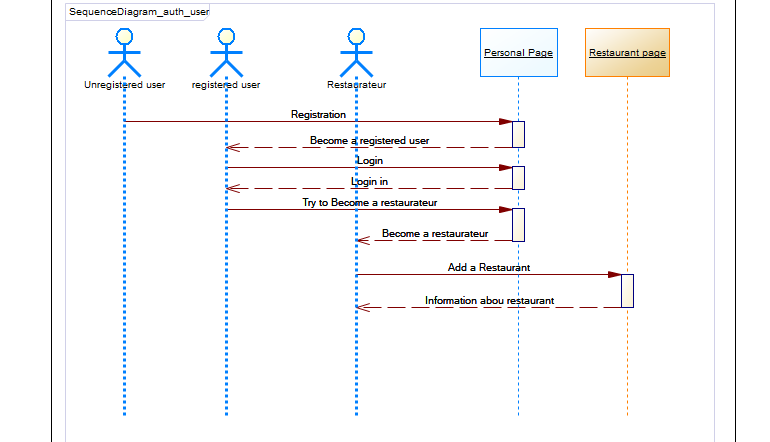 SequenceDiagram_auth_user
Unregistered user
registered user
Restaurateur
Personal Page
Restaurant page
Registration
Become a registered user
Login
Login in
Try to Become a restaurateur
Become a restaurateur
Add a Restaurant
Information abou restaurant